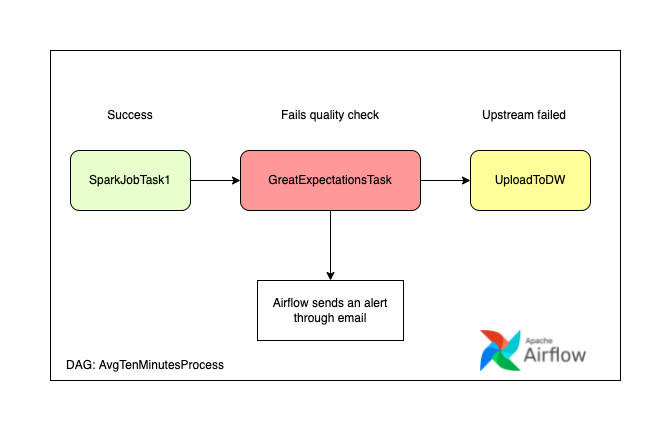 Success
Fails quality check
Upstream failed
SparkJobTask1
GreatExpectationsTask
UploadToDW
Airflow sends an alert
through email
Apache
Airflow
DAG: AvgTenMinutesProcess